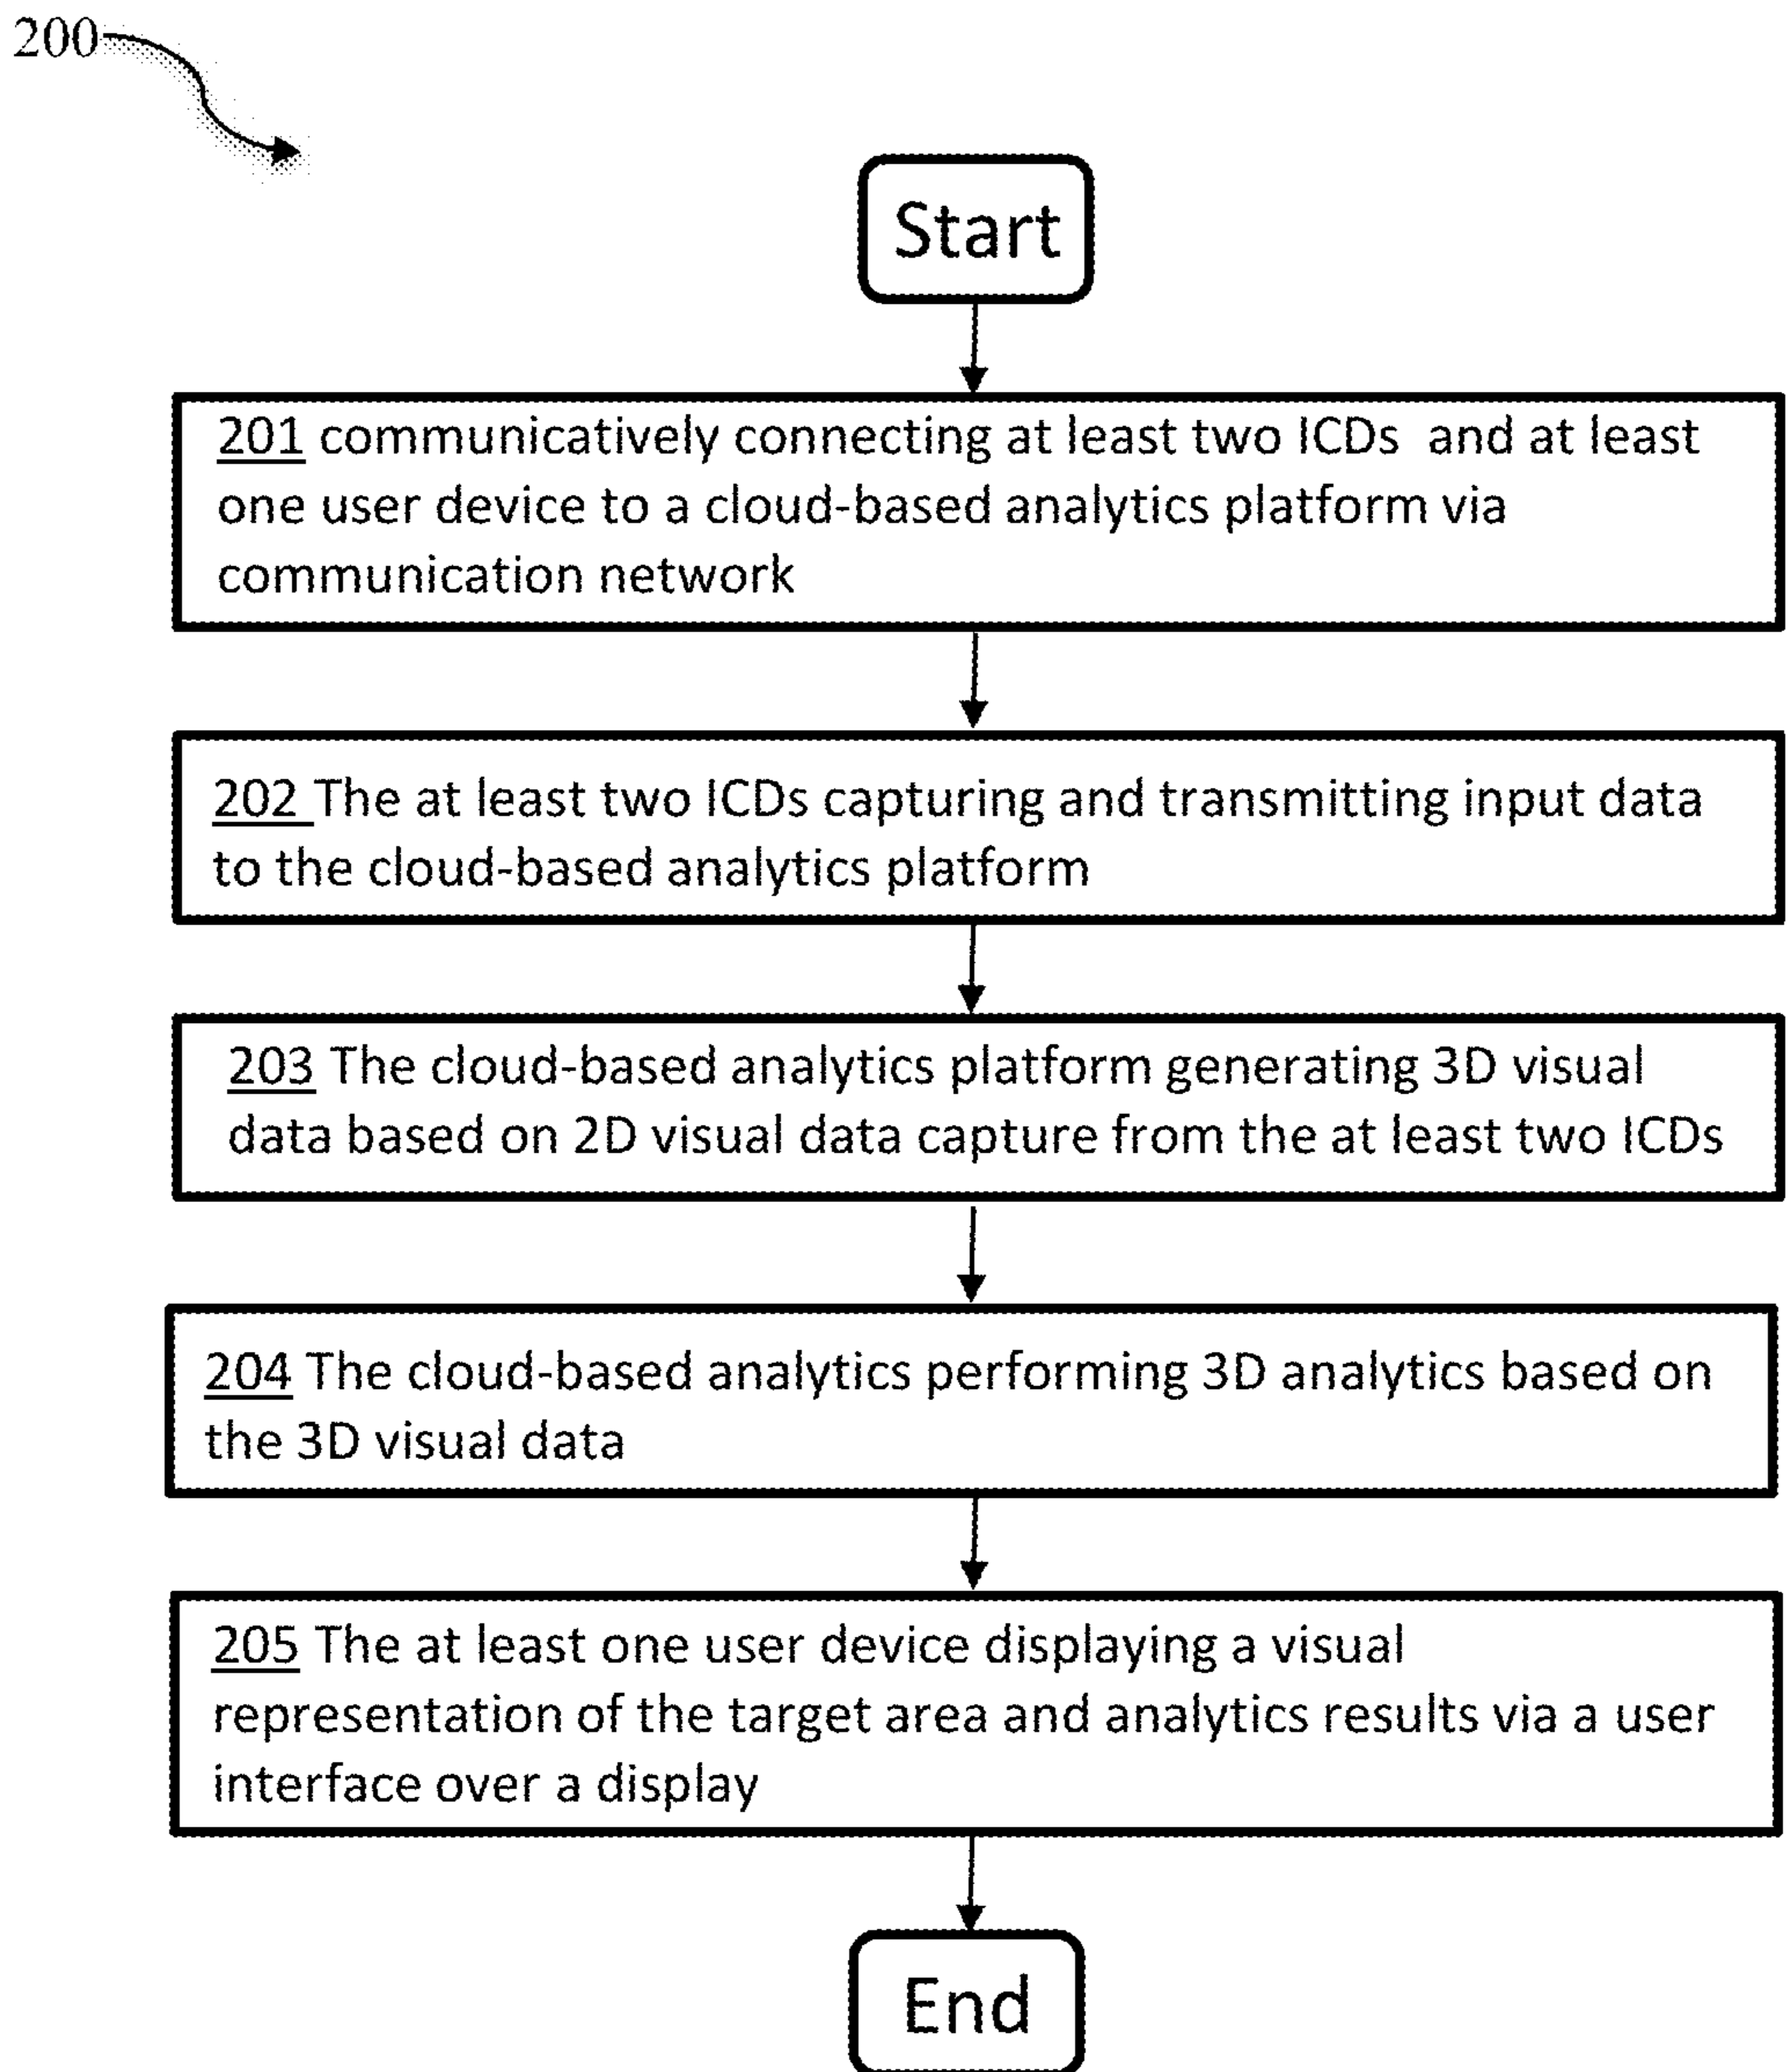 200
Start
201 communicatively connecting at least two ICDs and at least
one user device to a cloud-based analytics platform via
communication network
202 The at least two ICDs capturing and transmitting input data
to the cloud-based analytics platform
203 The cloud-based analytics platform generating 3D visual
data based on 2D visual data capture from the at least two ICDs
204 The cloud-based analytics performing 3D analytics based on
the 3D visual data
205 The at least one user device displaying a visual
representation of the target area and analytics results via a user
interface over a display
End